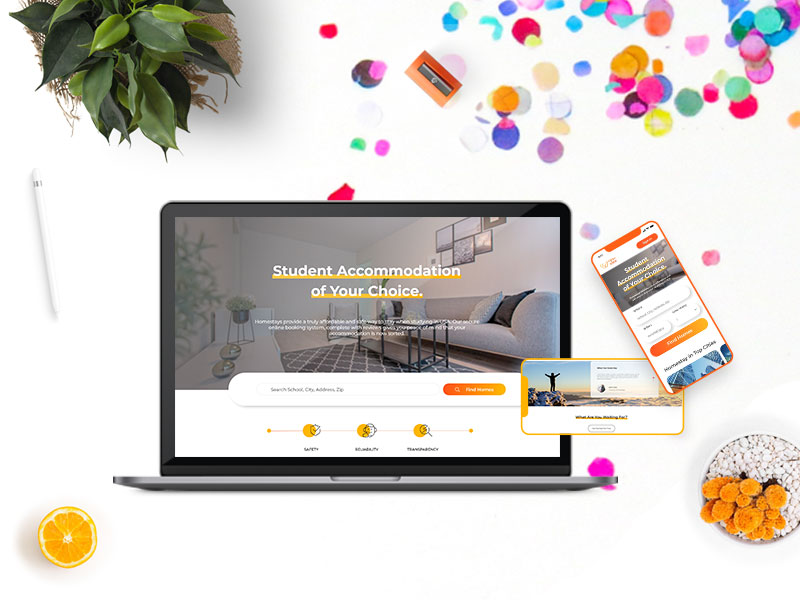 Student Accommodation
of Your Choice.
Homestays provide a truly affordable and safe way to stay when studying in USA. Our secure
online booking system, complete with reviews gives you peace of mind that your
accommodation is now sorted.
Search School, City, Address, Zip
Find Homes
SAFETY
RELIABILITY
TRANSPARENCY
Student
Accommodation
of Your Choice.
Find Homes
Homestay in Top Cities
What Are You Waiting For?